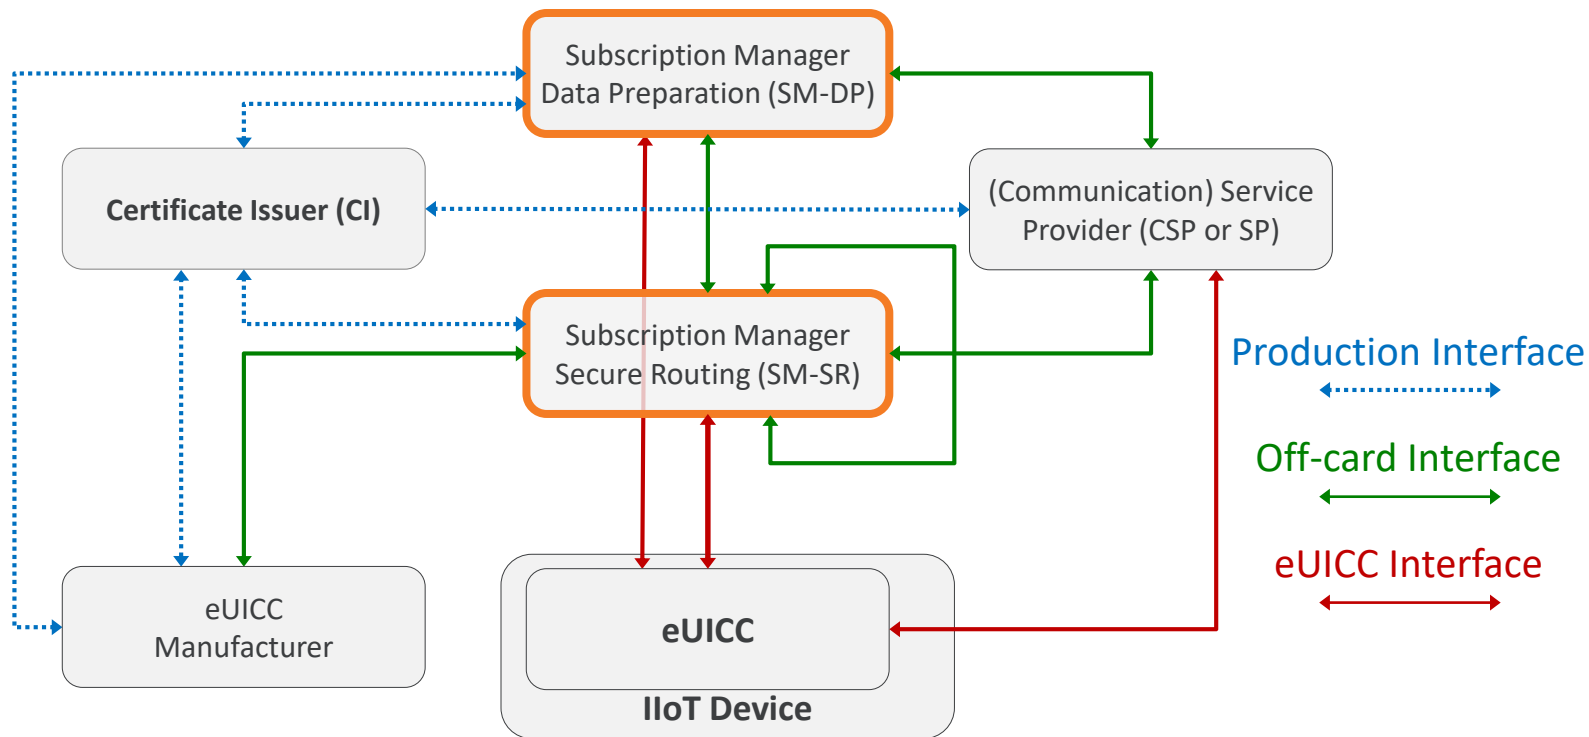 Subscription Manager
Data Preparation (SM-DP)
Certificate Issuer (CI)
(Communication) Service
Provider (CSP or SP)
Subscription Manager
Secure Routing (SM-SR)
Production Interface
Off-card Interface
eUICC Interface
eUICC
Manufacturer
eUICC
IIoT Device